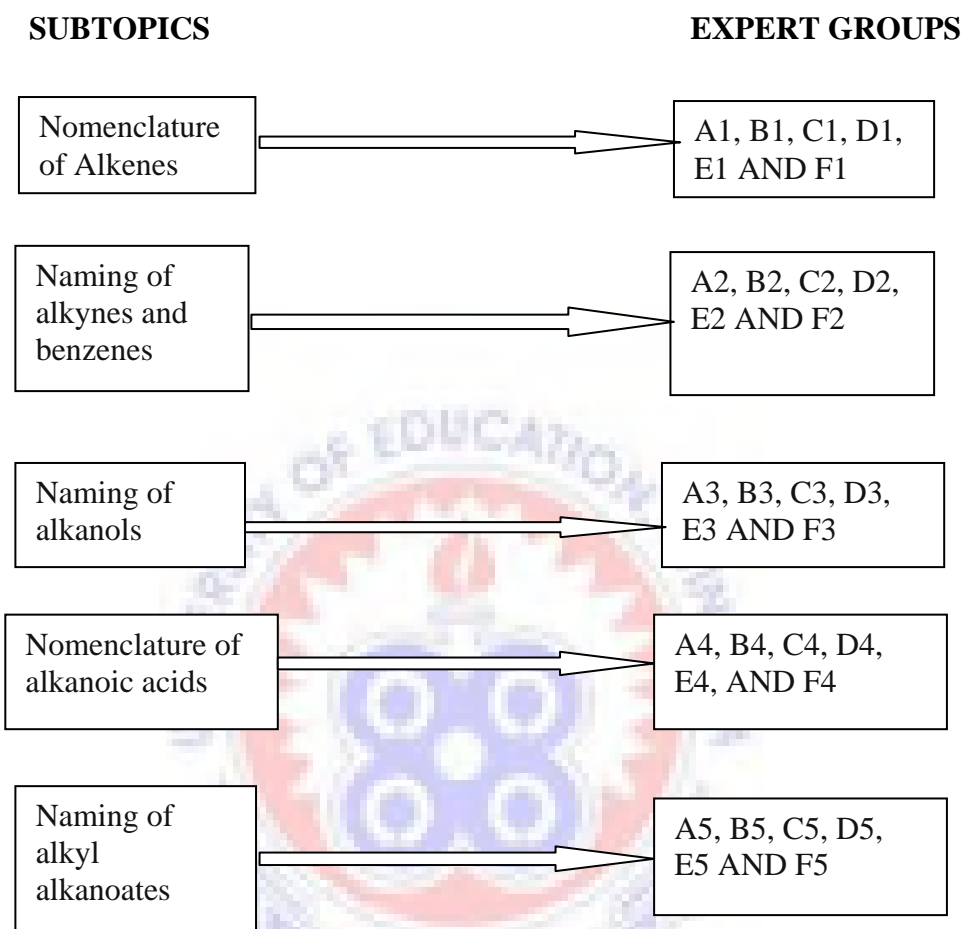 SUBTOPICS
EXPERT GROUPS
Nomenclature
of Alkenes
A1, B1, C1, D1,
E1 AND F1
Naming of
alkynes and
benzenes
A2, B2, C2, D2,
E2 AND F2
Naming of
alkanols
A3, B3, C3, D3,
E3 AND F3
Nomenclature of
alkanoic acids
A4, B4, C4, D4,
E4, AND F4
Naming of
alkyl
alkanoates
A5, B5, C5, D5,
E5 AND F5
OF EDUCATION